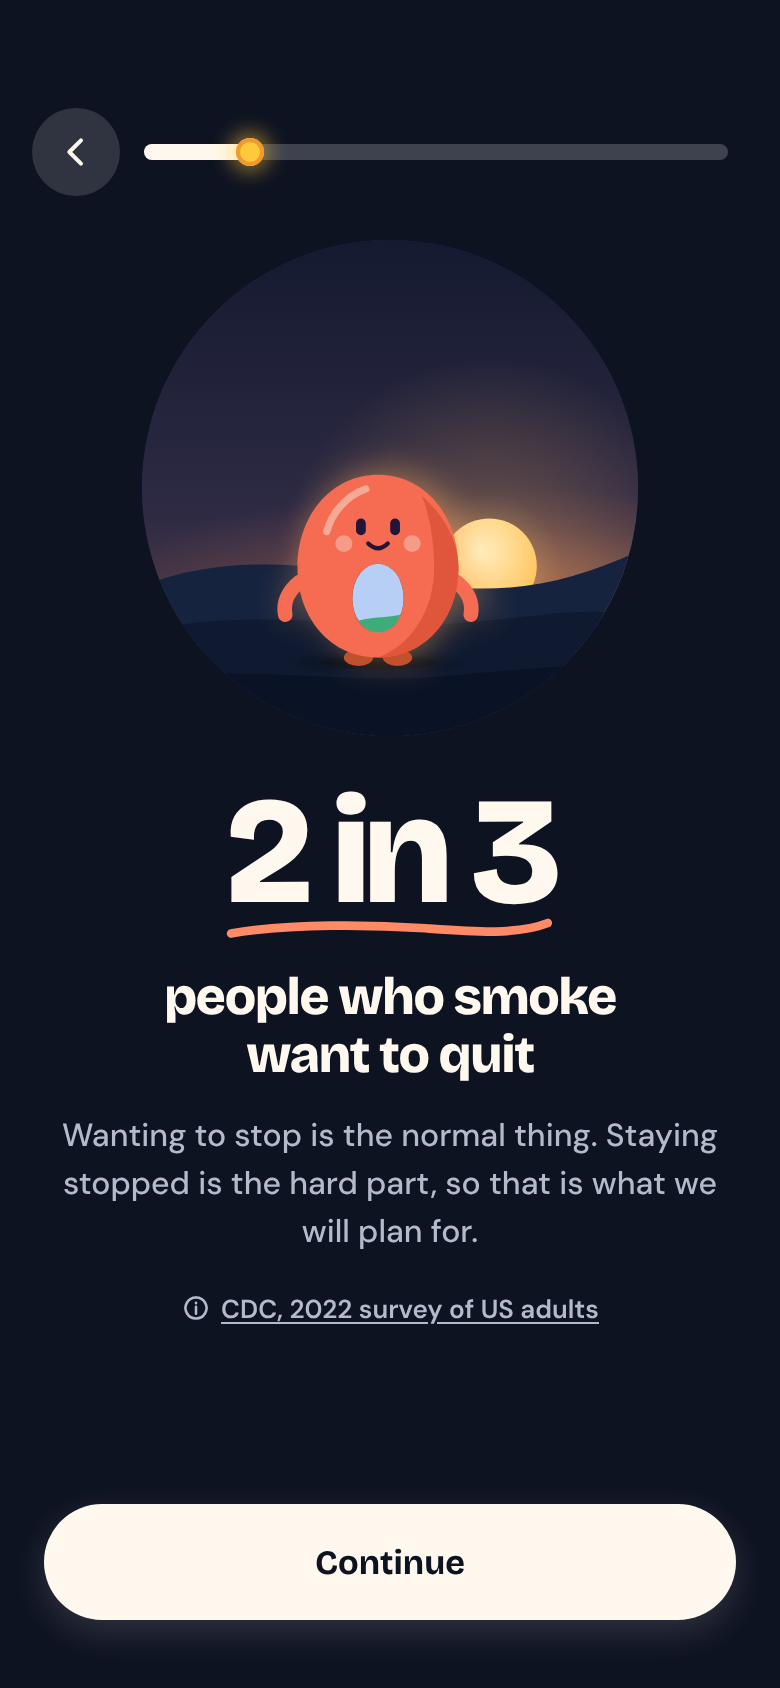 2 in 3
people who smoke
want to quit
Wanting to stop is the normal thing. Staying
stopped is the hard part, so that is what we
will plan for.
CDC, 2022 survey of US adults
Continue